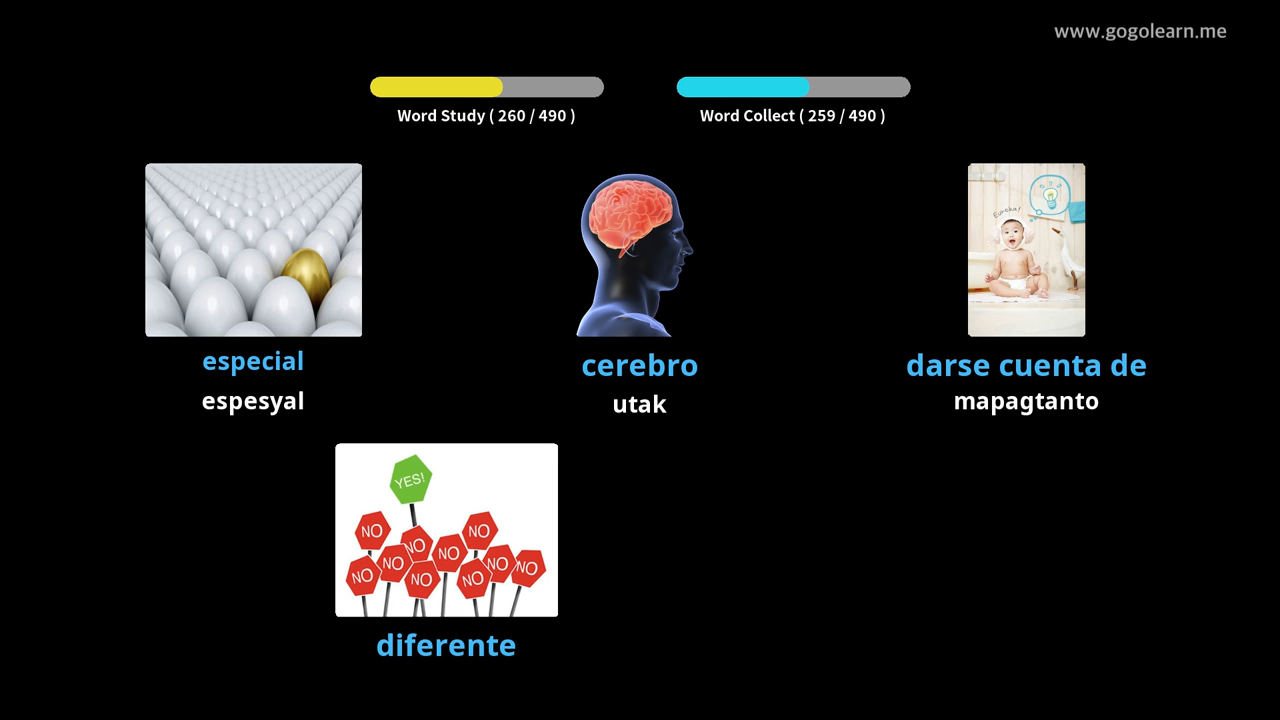 www.gogolearn.me
Word Study ( 260 / 490 )
Word Collect ( 259 / 490 )
Eureka!
especial
cerebro
darse cuenta de
espesyal
utak
mapagtanto
YES!
NO
NO
NO
NO
NO
NO
NO
NO
NO
NO
diferente